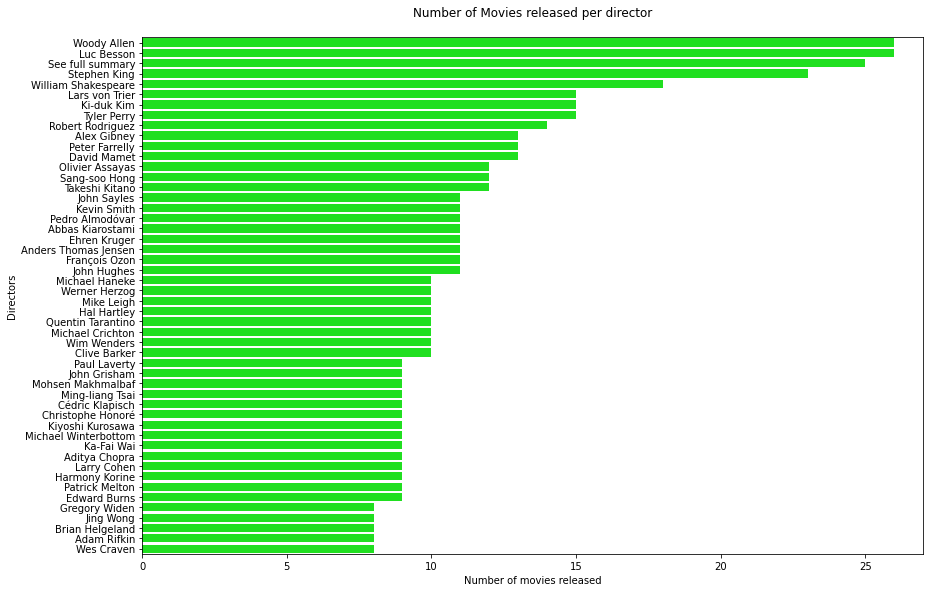 Number of Movies released per director
Directors
Woody Allen
Luc Besson
See full summary
Stephen King
William Shakespeare
Lars von Trier
Ki-duk Kim
Tyler Perry
Robert Rodriguez
Alex Gibney
Peter Farrelly
David Mamet
Olivier Assayas
Sang-soo Hong
Takeshi Kitano
John Sayles
Kevin Smith
Pedro Almodóvar
Abbas Kiarostami
Ehren Kruger
Anders Thomas Jensen
François Ozon
John Hughes
Michael Haneke
Werner Herzog
Mike Leigh
Hal Hartley
Quentin Tarantino
Michael Crichton
Wim Wenders
Clive Barker
Paul Laverty
John Grisham
Mohsen Makhmalbaf
Ming-liang Tsai
Cédric Klapisch
Christophe Honoré
Kiyoshi Kurosawa
Michael Winterbottom
Ka-Fai Wai
Aditya Chopra
Larry Cohen
Harmony Korine
Patrick Melton
Edward Burns
Gregory Widen
Jing Wong
Brian Helgeland
Adam Rifkin
Wes Craven
0 5 10 15 20 25
Number of movies released